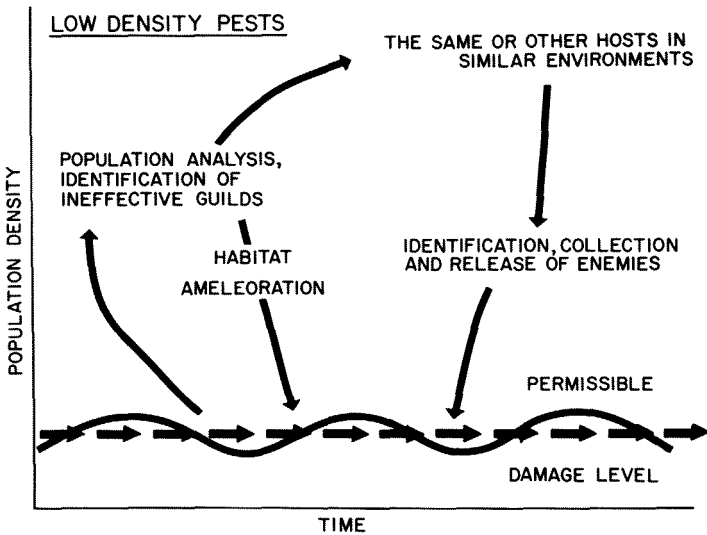 LOW DENSITY PESTS
THE SAME OR OTHER HOSTS IN
SIMILAR ENVIRONMENTS
POPULATION ANALYSIS,
IDENTIFICATION OF
INEFFECTIVE GUILDS
HABITAT
AMELEORATION
IDENTIFICATION, COLLECTION
AND RELEASE OF ENEMIES
PERMISSIBLE
DAMAGE LEVEL
POPULATION DENSITY
TIME